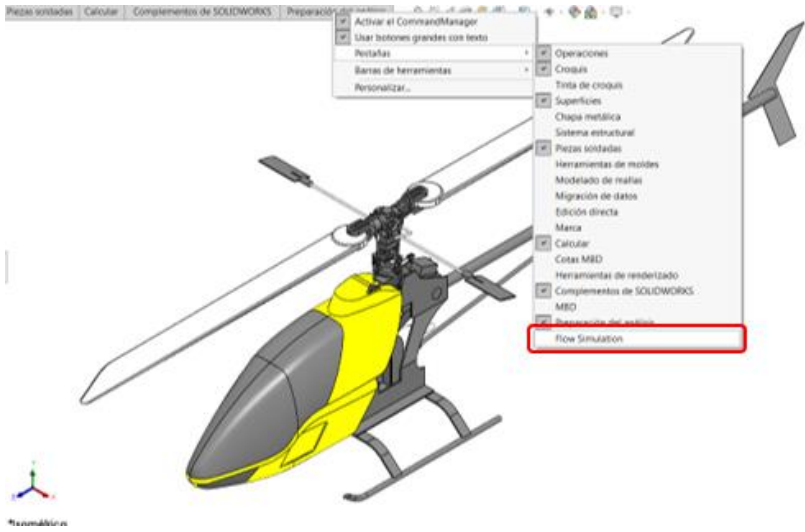 Piezas soldadas Calcular Complementos de SOLIDWORKS Preparación del análisis
Activar el CommandManager
Usar botones grandes con texto
Pestañas
Barras de herramientas
Personalizar...
Operaciones
Croquis
Tinta de croquis
Superficies
Chapa metálica
Sistema estructural
Piezas soldadas
Herramientas de moldes
Modelado de mallas
Migración de datos
Edición directa
Marca
Calcular
Cotas MBD
Herramientas de renderizado
Complementos de SOLIDWORKS
MBD
Preparación del análisis
Flow Simulation
*Isométrico